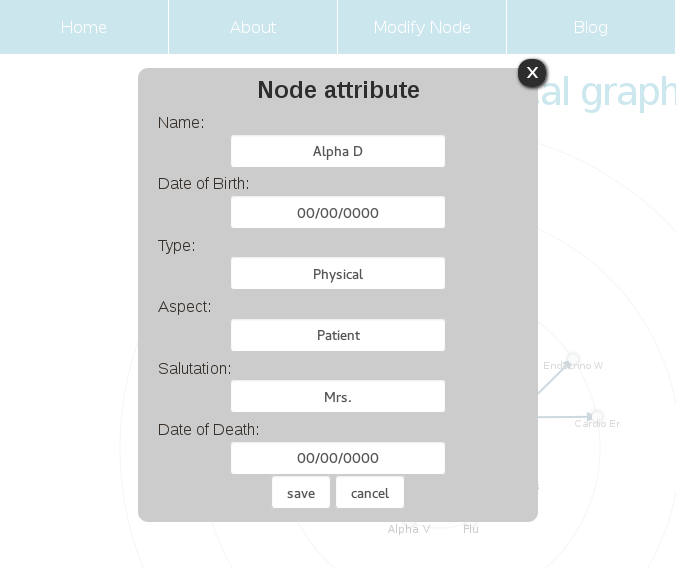 Home About Modify Node Blog
X
al graph
Node attribute
Name:
Alpha D
Date of Birth:
00/00/0000
Type:
Physical
Aspect:
Patient
Endocrino W
Salutation:
Mrs.
Cardio Er
Date of Death:
00/00/0000
save cancel
Alpha V Flu